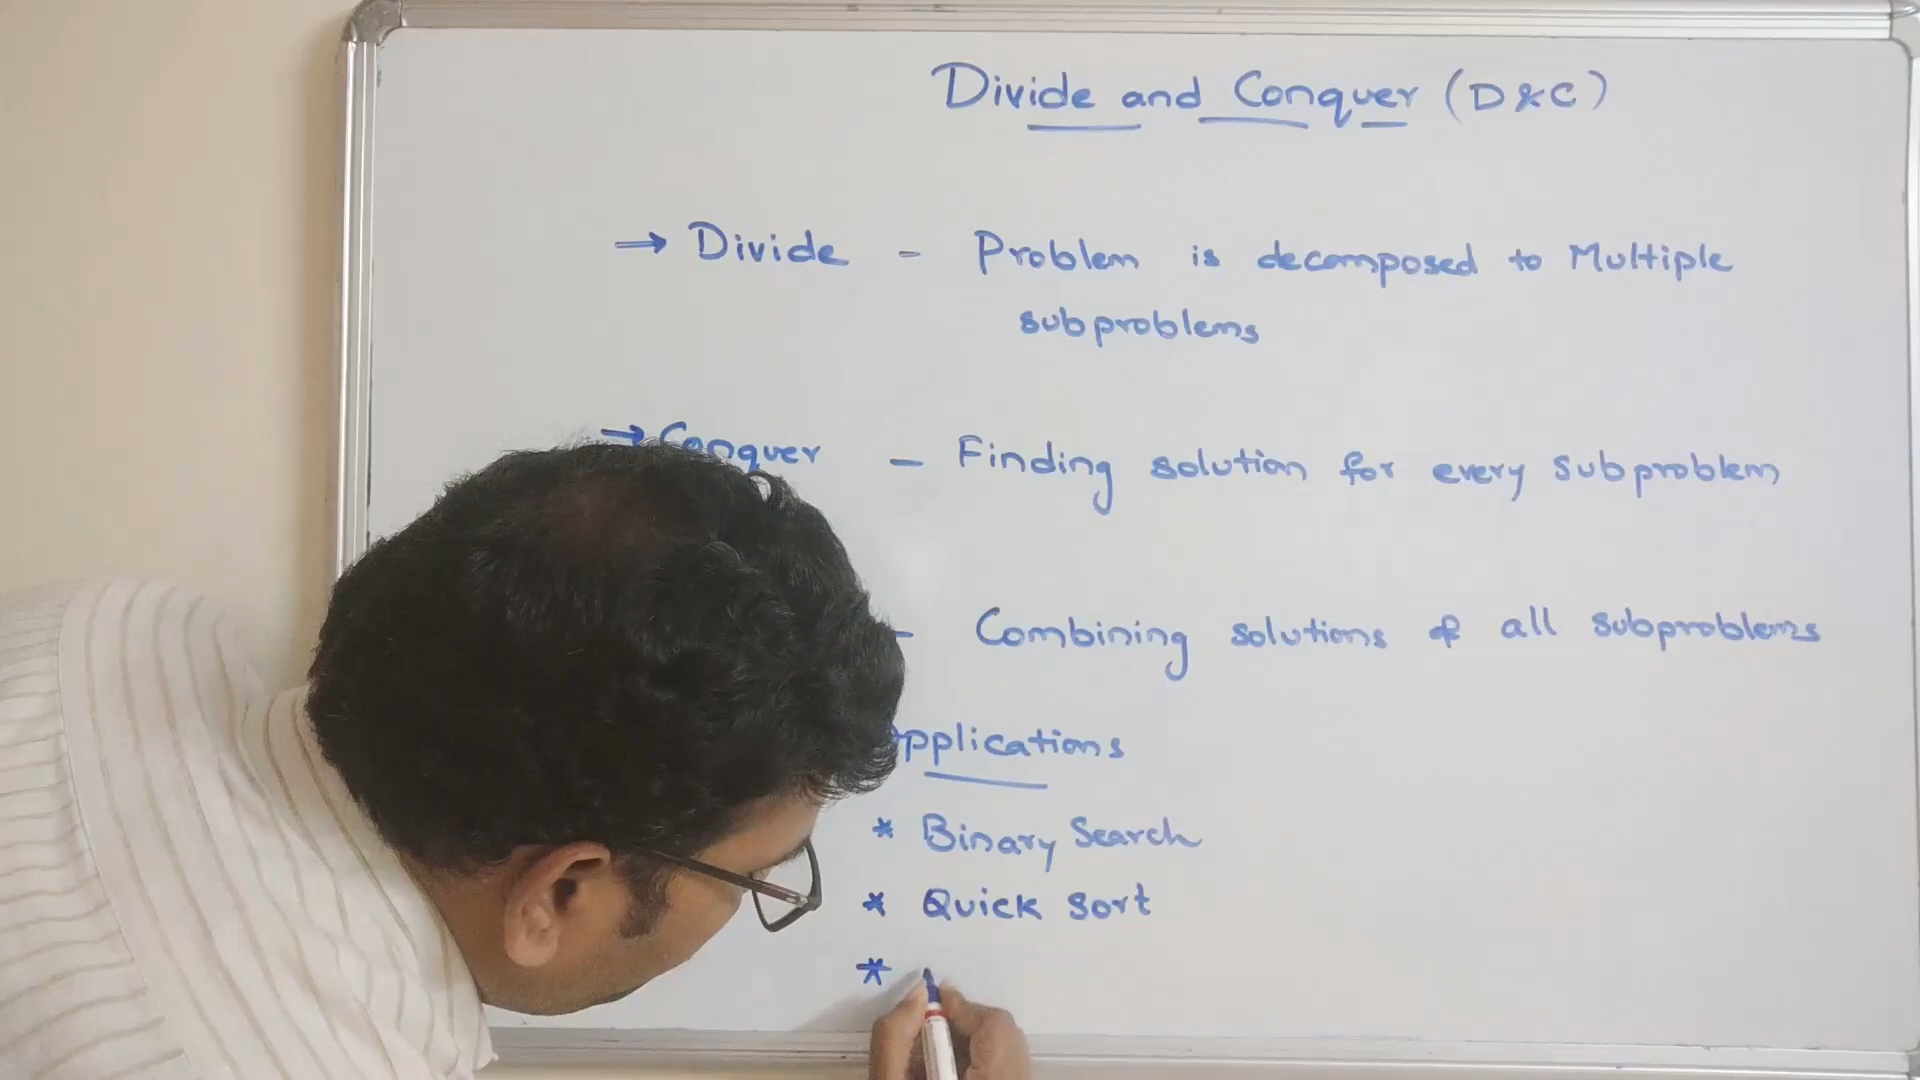 Divide and Conquer (D&C)
→ Divide - Problem is decomposed to Multiple
subproblems
→ Conquer - Finding solution for every subproblem
- Combining solutions of all subproblems
Applications
* Binary Search
* Quick Sort
*